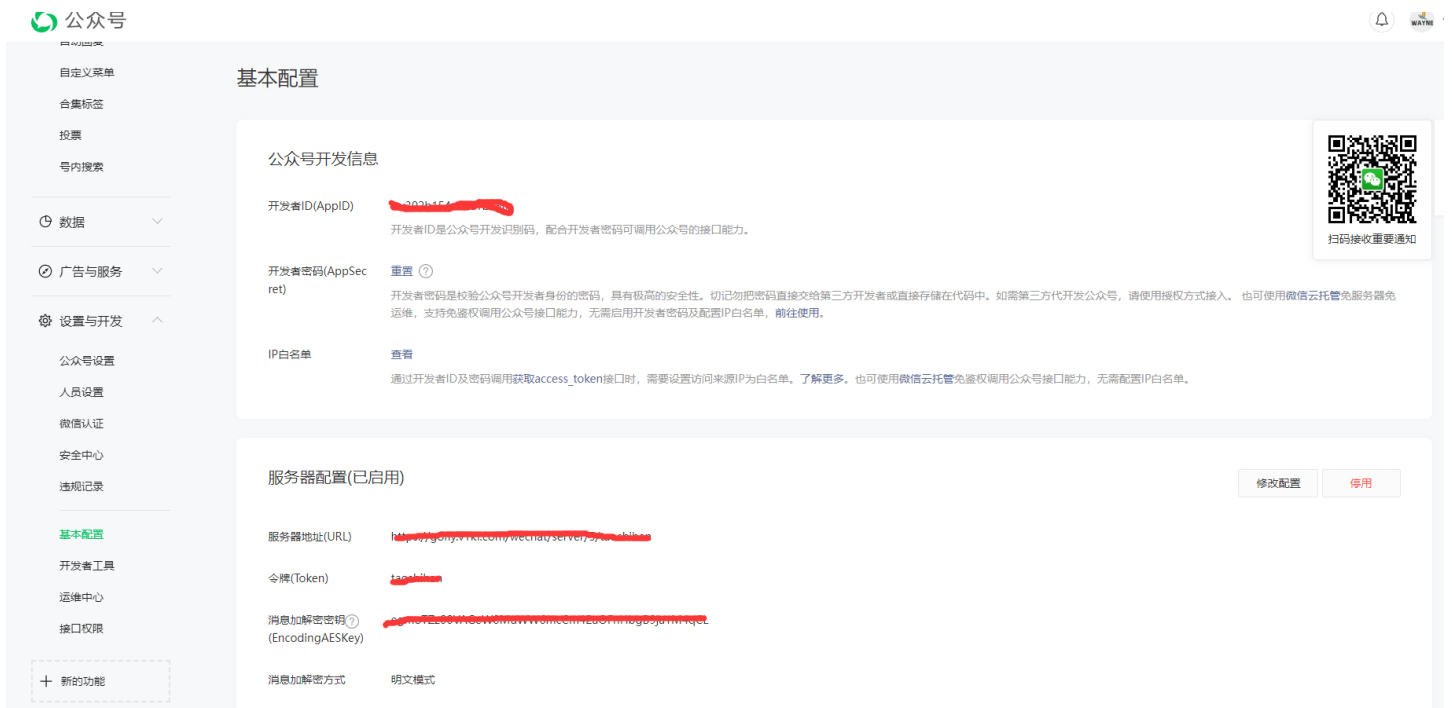 公众号
WAYNE
自动回复
自定义菜单
合集标签
投票
号内搜索
数据
广告与服务
设置与开发
公众号设置
人员设置
微信认证
安全中心
违规记录
基本配置
开发者工具
运维中心
接口权限
新的功能
基本配置
公众号开发信息
开发者ID(AppID)
开发者ID是公众号开发识别码，配合开发者密码可调用公众号的接口能力。
开发者密码(AppSec
ret)
重置 ?
开发者密码是校验公众号开发者身份的密码，具有极高的安全性。切记勿把密码直接交给第三方开发者或直接存储在代码中。如需第三方代开发公众号，请使用授权方式接入。 也可使用微信云托管免服务器免
运维，支持免鉴权调用公众号接口能力，无需启用开发者密码及配置IP白名单，前往使用。
IP白名单
查看
通过开发者ID及密码调用获取access_token接口时，需要设置访问来源IP为白名单。了解更多。也可使用微信云托管免鉴权调用公众号接口能力，无需配置IP白名单。
扫码接收重要通知
服务器配置(已启用)
修改配置
停用
服务器地址(URL)
令牌(Token)
消息加解密密钥?
(EncodingAESKey)
消息加解密方式
明文模式